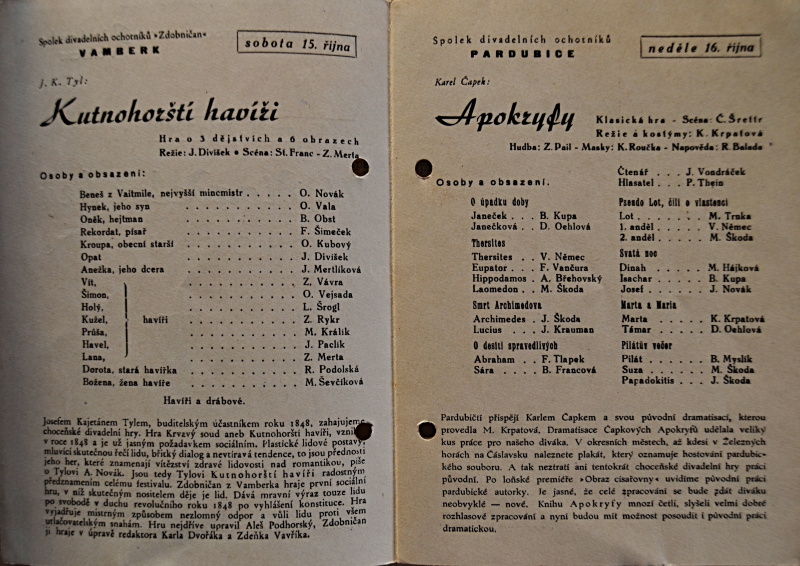 Spolek divadelních ochotníků »Zdobničan«
VAMBERK
sobota 15. října
J. K. Tyl:
Kutnohorští havíři
Hra o 3 dějstvích a 6 obrazech
Režie: J. Divíšek • Scéna: St. Franc - Z. Merta
Osoby a obsazení:
Beneš z Vaitmile, nejvyšší mincmistr . . . . . O. Novák
Hynek, jeho syn . . . . . . . . . . O. Vala
Oněk, hejtman . . . . . . . . . . B. Obst
Rekordat, písař . . . . . . . . . . F. Šimeček
Kroupa, obecní starší . . . . . . . . . . O. Kubový
Opat . . . . . . . . . . J. Divíšek
Anežka, jeho dcera . . . . . . . . . . J. Mertlíková
Vít, . . . . . . . . . . Z. Vávra
Šimon, . . . . . . . . . . O. Vejsada
Holý, . . . . . . . . . . L. Šrogl
Kužel, havíři . . . . . . . . . . Z. Rykr
Průša, . . . . . . . . . . M. Králík
Havel, . . . . . . . . . . J. Paclík
Lana, . . . . . . . . . . Z. Merta
Dorota, stará havířka . . . . . . . . . . R. Podolská
Božena, žena havíře . . . . . . . . . . M. Ševčíková
Havíři a drábové.
Josefem Kajetánem Tylem, buditelským účastníkem roku 1848, zahajujeme
choceňské divadelní hry. Hra Krvavý soud aneb Kutnohorští havíři, vznikla
v roce 1848 a je už jasným požadavkem sociálním. Plastické lidové postavy,
mluvící skutečnou řečí lidu, břitký dialog a nevtíravá tendence, to jsou přednosti
jeho her, které znamenají vítězství zdravé lidovosti nad romantikou, píše
o Tylovi A. Novák. Jsou tedy Tylovi Kutnohorští havíři radostným
předznamením celému festivalu. Zdobničan z Vamberka hraje první sociální
hru, v níž skutečným nositelem děje je lid. Dává mravní výraz touze lidu
po svobodě v duchu revolučního roku 1848 po vyhlášení konstituce. Hra
vyjadřuje mistrným způsobem nezlomný odpor a vůli lidu proti všem
utlačovatelským snahám. Hru nejdříve upravil Aleš Podhorský, Zdobničan
ji hraje v úpravě redaktora Karla Dvořáka a Zdeňka Vavříka.
Spolek divadelních ochotníků
PARDUBICE
neděle 16. října
Karel Čapek:
Apokryfy
Klasická hra - Scéna: Č. Šrettr
Režie a kostýmy: K. Krpatová
Hudba: Z. Pail - Masky: K. Roučka - Nápověda: R. Balada
Osoby a obsazení.
Čtenář . . . J. Vondráček
Hlasatel . . . P. Thein
O úpadku doby
Janeček . . B. Kupa
Janečková . . D. Oehlová
Thersites
Thersites . . V. Němec
Eupator . . . F. Vančura
Hippodamos . A. Břehovský
Laomedon . . M. Škoda
Smrt Archimedova
Archimedes . J. Škoda
Lucius . . . J. Krauman
O desíti spravedlivých
Abraham . . F. Tlapek
Sára . . . . B. Francová
Pseudo Lot, čili o vlastenci
Lot . . . . . M. Trnka
1. anděl . . . V. Němec
2. anděl . . . M. Škoda
Svatá noc
Dinah . . . . M. Hájková
Isachar . . . . B. Kupa
Josef . . . . . J. Novák
Marta a Maria
Marta . . . . K. Krpatová
Támar . . . . D. Oehlová
Pilátův večer
Pilát . . . . . B. Myslík
Suza . . . . . M. Škoda
Papadokitis . . J. Škoda
Pardubičtí přispějí Karlem Čapkem a svou původní dramatisací, kterou
provedla M. Krpatová. Dramatisace Čapkových Apokryfů udělala veliký
kus práce pro našeho diváka. V okresních městech, až kdesi v Železných
horách na Čáslavsku naleznete plakát, který oznamuje hostování pardubic-
kého souboru. A tak neztratí ani tentokrát choceňské divadelní hry práci
původní. Po loňské premiéře »Obraz císařovny« uvidíme původní práci
pardubické autorky. Je jasné, že celé zpracování se bude zdát diváku
neobvyklé — nové. Knihu Apokryfy mnozí četli, slyšeli velmi dobré
rozhlasové zpracování a nyní budou mít možnost posoudit i původní práci
dramatickou.